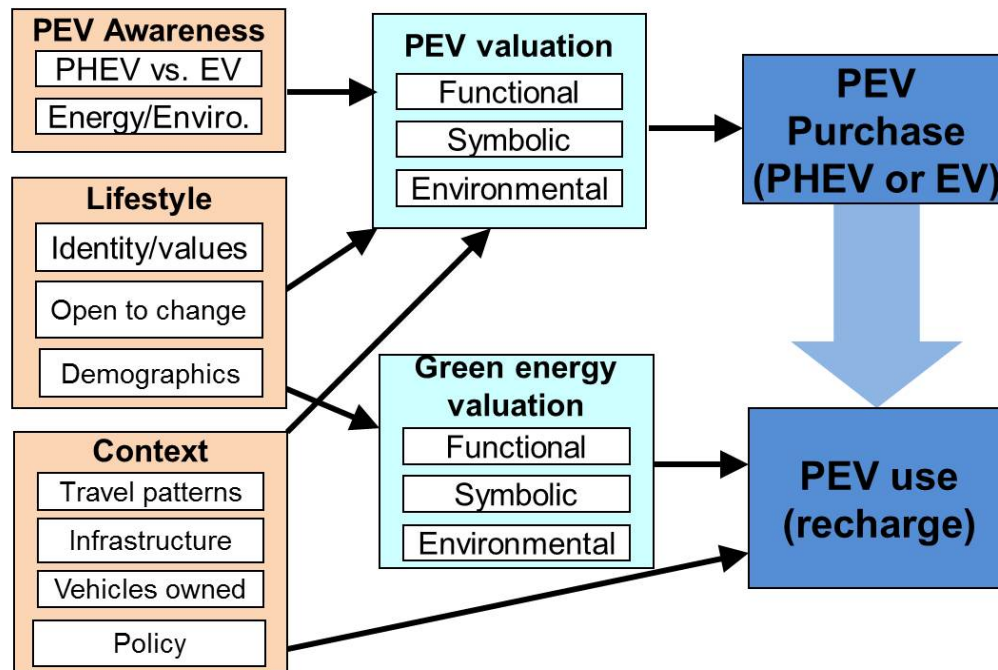 PEV Awareness
PHEV vs. EV
Energy/Enviro.
Lifestyle
Identity/values
Open to change
Demographics
Context
Travel patterns
Infrastructure
Vehicles owned
Policy
PEV valuation
Functional
Symbolic
Environmental
Green energy
valuation
Functional
Symbolic
Environmental
PEV
Purchase
(PHEV or EV)
PEV use
(recharge)